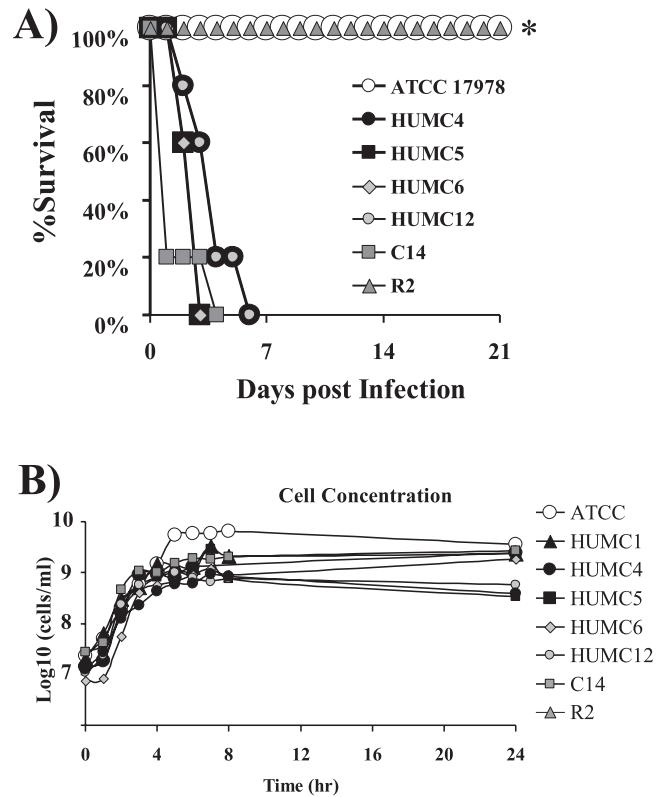 A)
100%
80%
60%
40%
20%
0%
%Survival
*
ATCC 17978
HUMC4
HUMC5
HUMC6
HUMC12
C14
R2
0 7 14 21
Days post Infection
B)
Cell Concentration
10
9
8
7
Log10 (cells/ml)
ATCC
HUMC1
HUMC4
HUMC5
HUMC6
HUMC12
C14
R2
0 4 8 12 16 20 24
Time (hr)